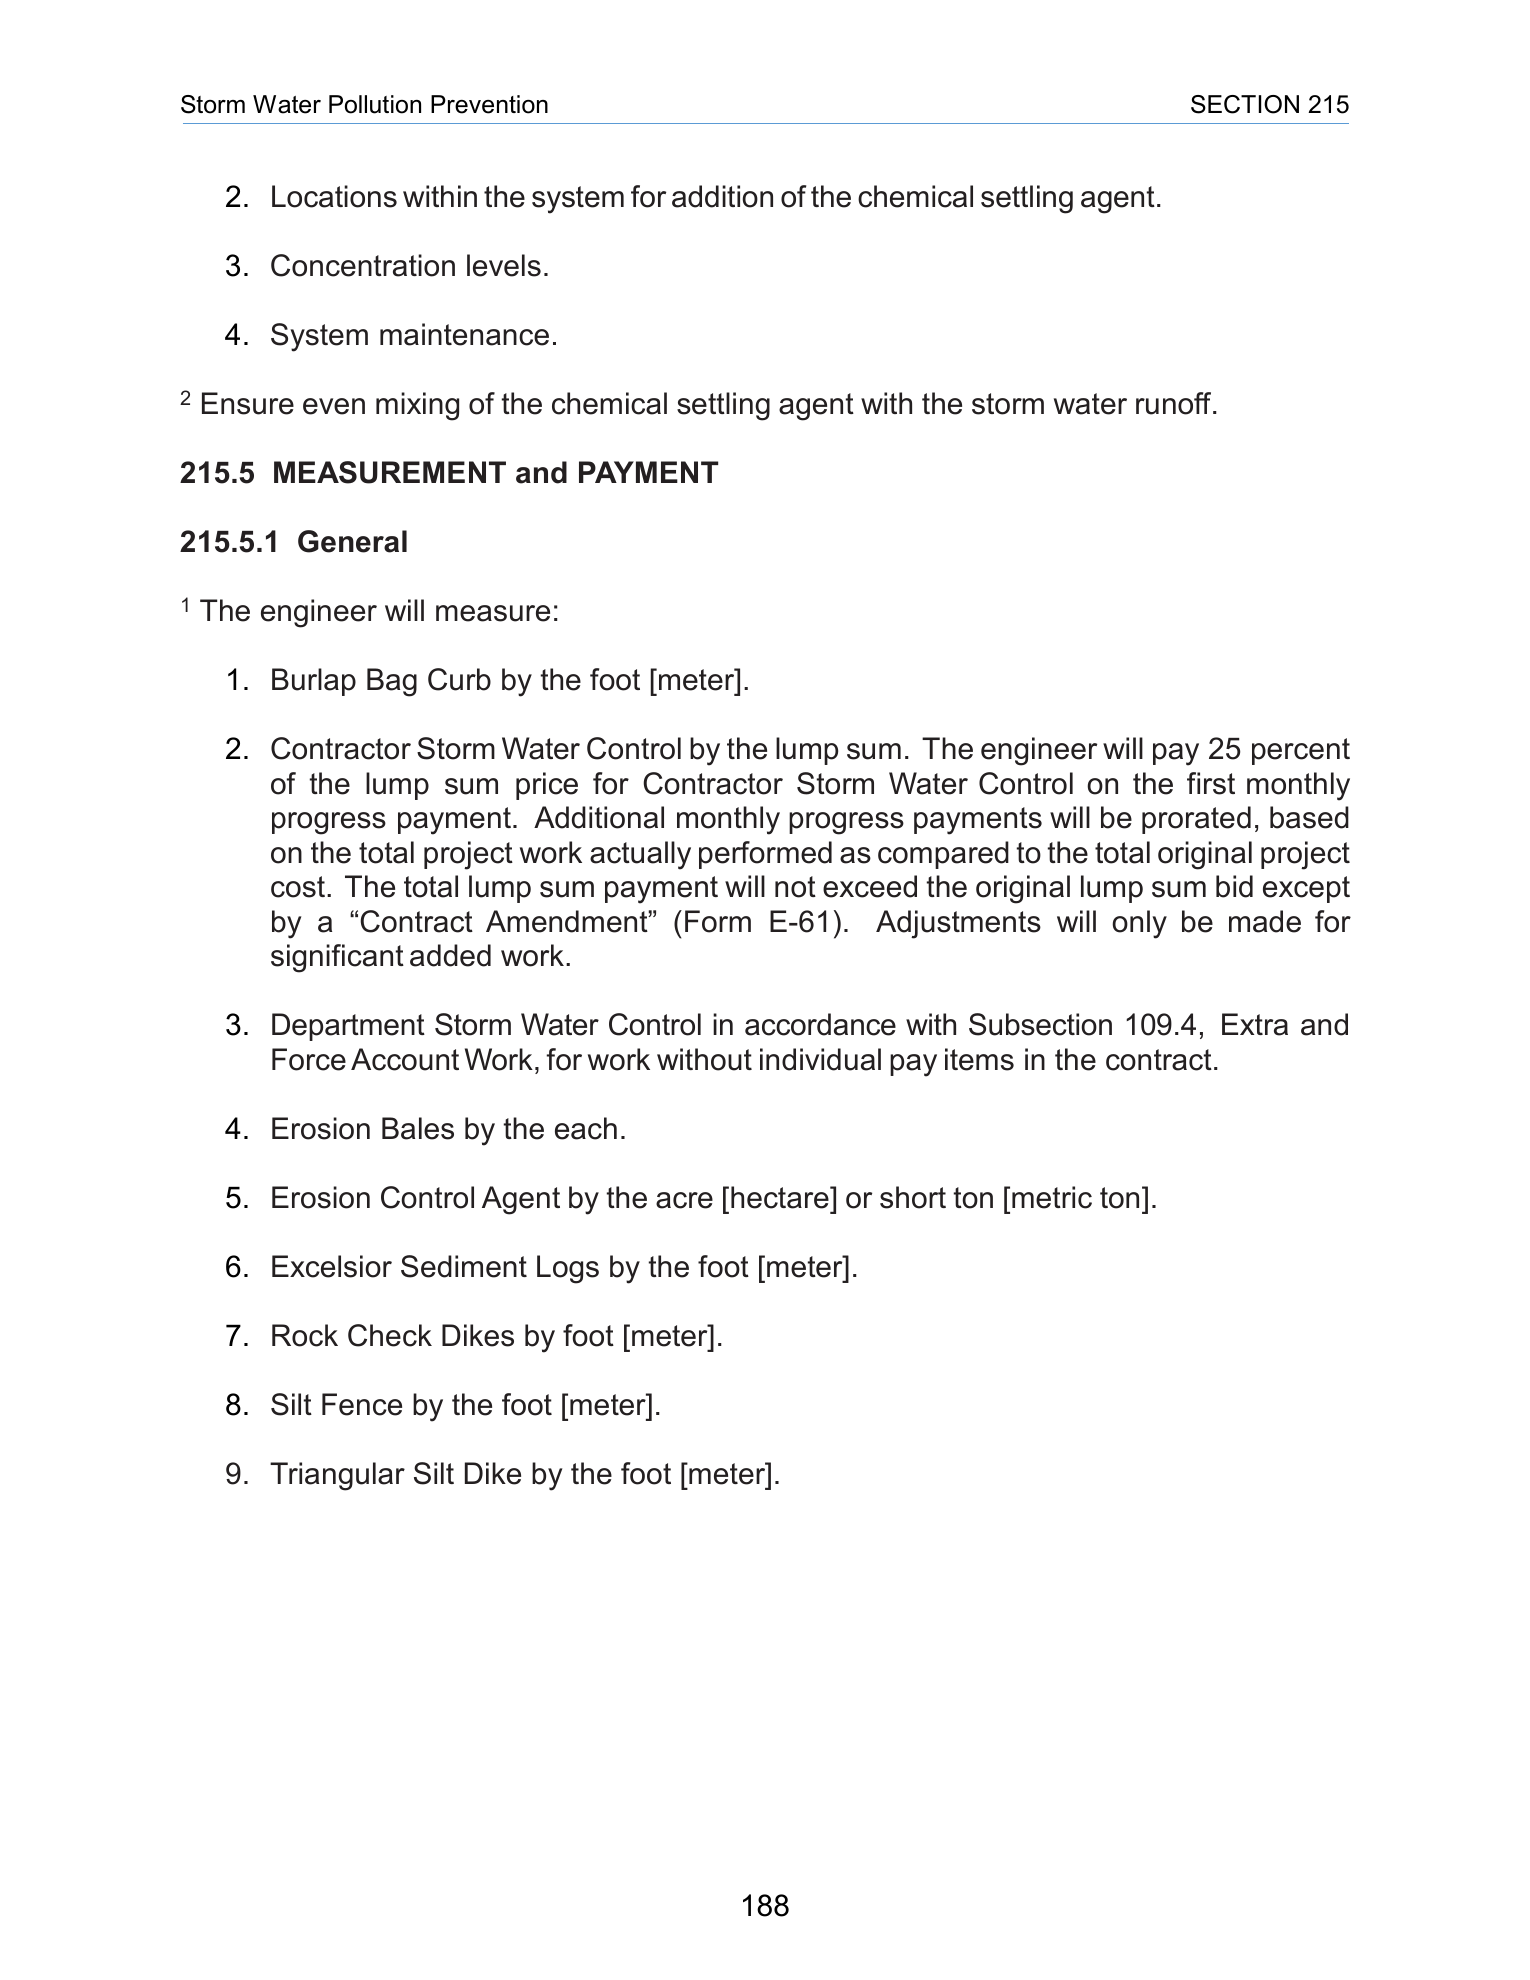 Storm Water Pollution Prevention SECTION 215
2. Locations within the system for addition of the chemical settling agent.
3. Concentration levels.
4. System maintenance.
2 Ensure even mixing of the chemical settling agent with the storm water runoff.
215.5 MEASUREMENT and PAYMENT
215.5.1 General
1 The engineer will measure:
1. Burlap Bag Curb by the foot [meter].
2. Contractor Storm Water Control by the lump sum. The engineer will pay 25 percent
of the lump sum price for Contractor Storm Water Control on the first monthly
progress payment. Additional monthly progress payments will be prorated, based
on the total project work actually performed as compared to the total original project
cost. The total lump sum payment will not exceed the original lump sum bid except
by a “Contract Amendment” (Form E-61). Adjustments will only be made for
significant added work.
3. Department Storm Water Control in accordance with Subsection 109.4, Extra and
Force Account Work, for work without individual pay items in the contract.
4. Erosion Bales by the each.
5. Erosion Control Agent by the acre [hectare] or short ton [metric ton].
6. Excelsior Sediment Logs by the foot [meter].
7. Rock Check Dikes by foot [meter].
8. Silt Fence by the foot [meter].
9. Triangular Silt Dike by the foot [meter].
188